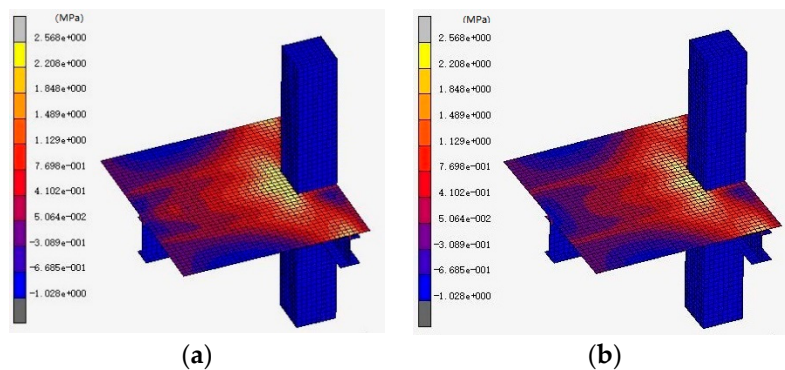 (MPa)
2.568e+000
2.208e+000
1.848e+000
1.489e+000
1.129e+000
7.698e-001
4.102e-001
5.064e-002
-3.089e-001
-6.685e-001
-1.028e+000
(a)
(MPa)
2.568e+000
2.208e+000
1.848e+000
1.489e+000
1.129e+000
7.698e-001
4.102e-001
5.064e-002
-3.089e-001
-6.685e-001
-1.028e+000
(b)